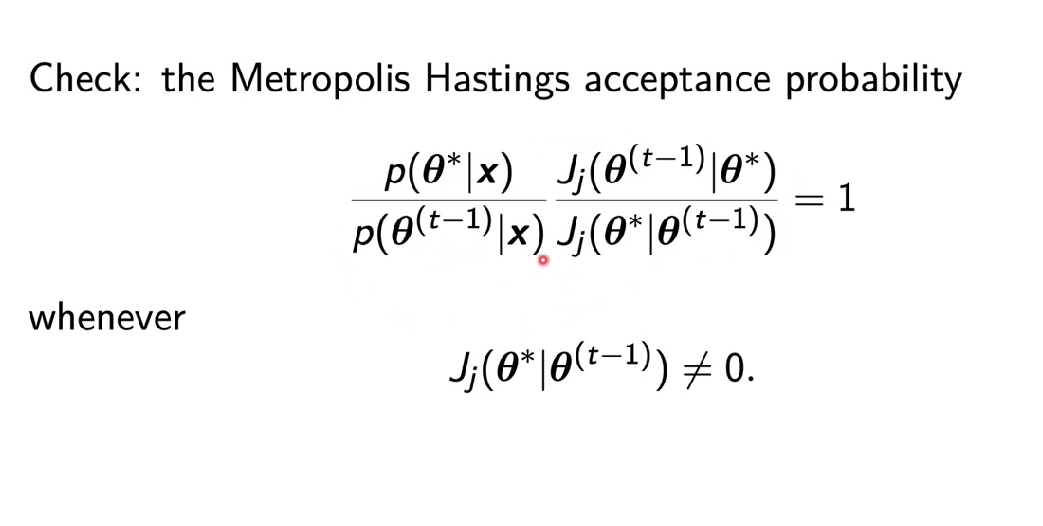 Check: the Metropolis Hastings acceptance probability
p(θ*|x) / p(θ^(t−1)|x) J_j(θ^(t−1)|θ*) / J_j(θ*|θ^(t−1)) = 1
whenever
J_j(θ*|θ^(t−1)) ≠ 0.